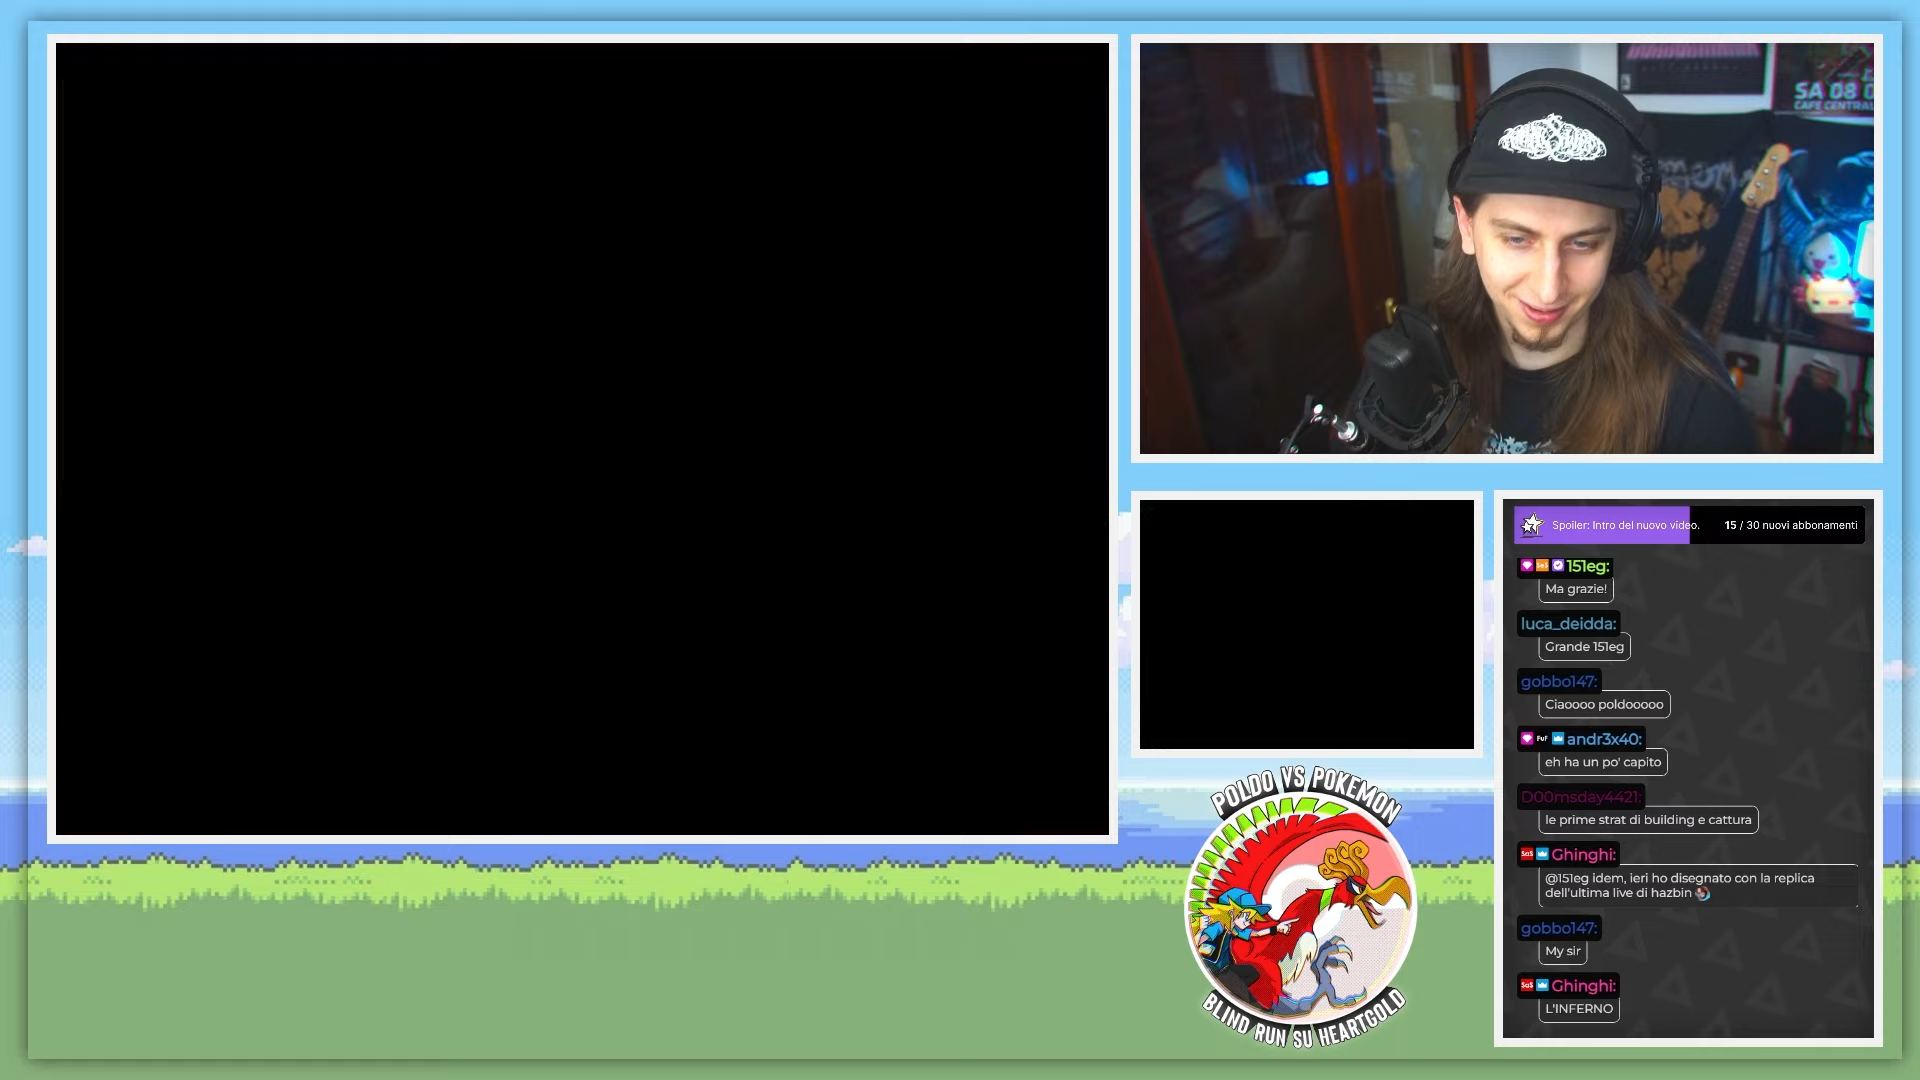 SA 08 0
CAFE CENTRAL
Spoiler: Intro del nuovo video. 15 / 30 nuovi abbonamenti
151eg:
Ma grazie!
luca_deidda:
Grande 151eg
gobbo147:
Ciaoooo poldooooo
andr3x40:
eh ha un po' capito
D00msday4421:
le prime strat di building e cattura
Ghinghi:
@151eg idem, ieri ho disegnato con la replica
dell'ultima live di hazbin
gobbo147:
My sir
Ghinghi:
L'INFERNO
POLDO VS POKEMON
BLIND RUN SU HEARTGOLD